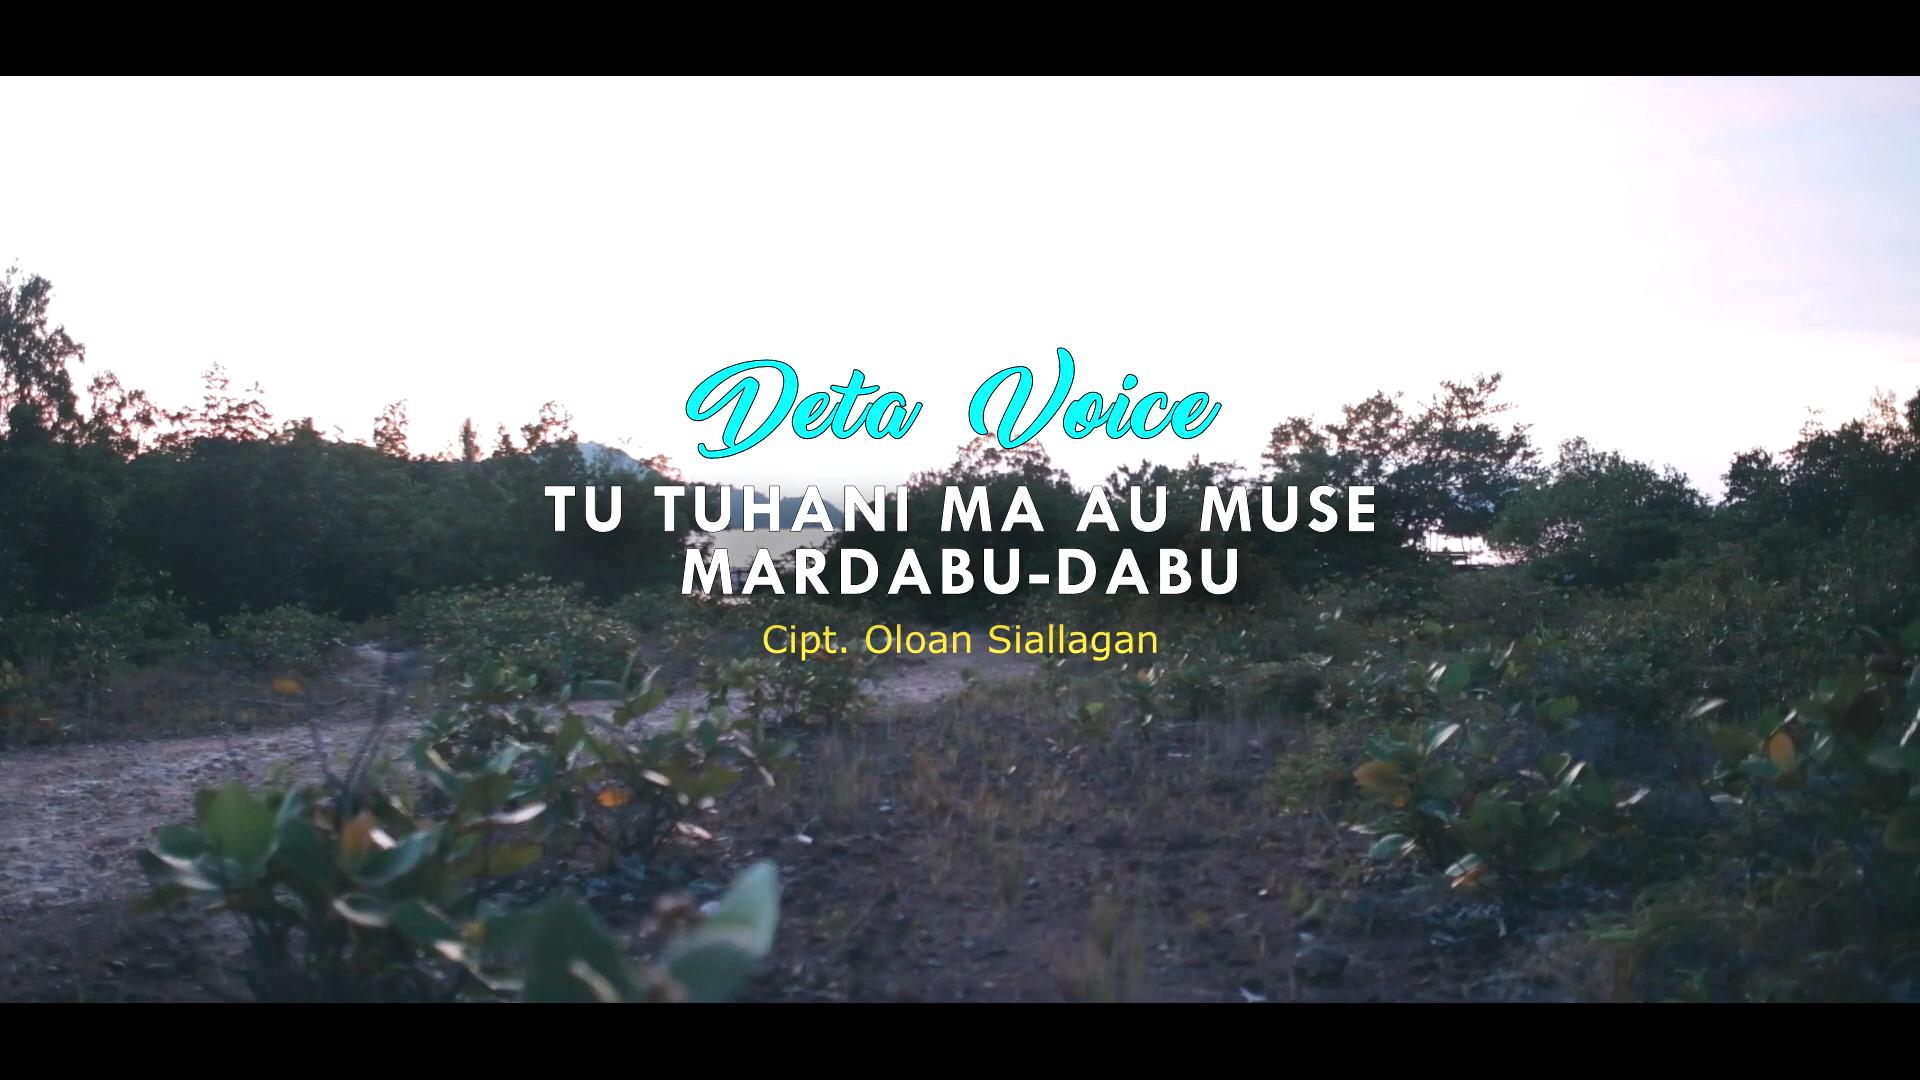 Deta Voice
TU TUHANI MA AU MUSE
MARDABU-DABU
Cipt. Oloan Siallagan